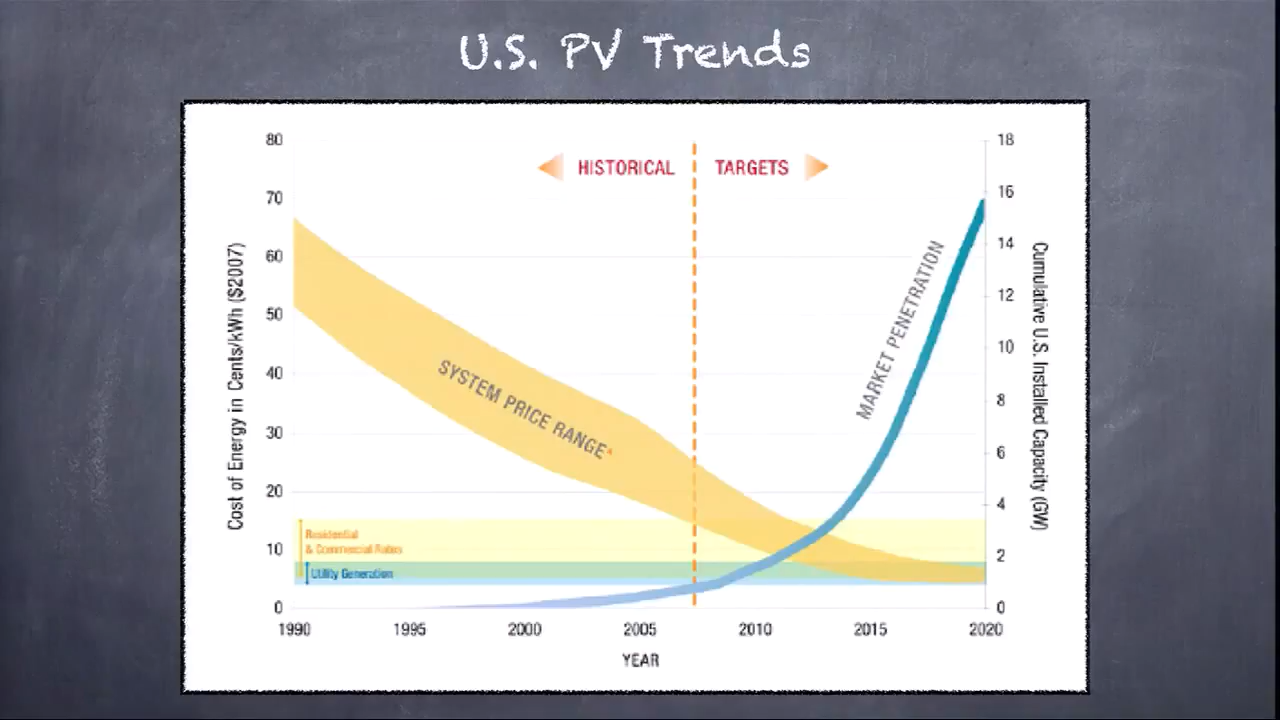 U.S. PV Trends
HISTORICAL
TARGETS
80
70
60
50
40
30
20
10
0
Cost of Energy in Cents/kWh ($2007)
SYSTEM PRICE RANGE*
MARKET PENETRATION
Residential
& Commercial Rates
Utility Generation
18
16
14
12
10
8
6
4
2
0
Cumulative U.S. Installed Capacity (GW)
1990
1995
2000
2005
2010
2015
2020
YEAR